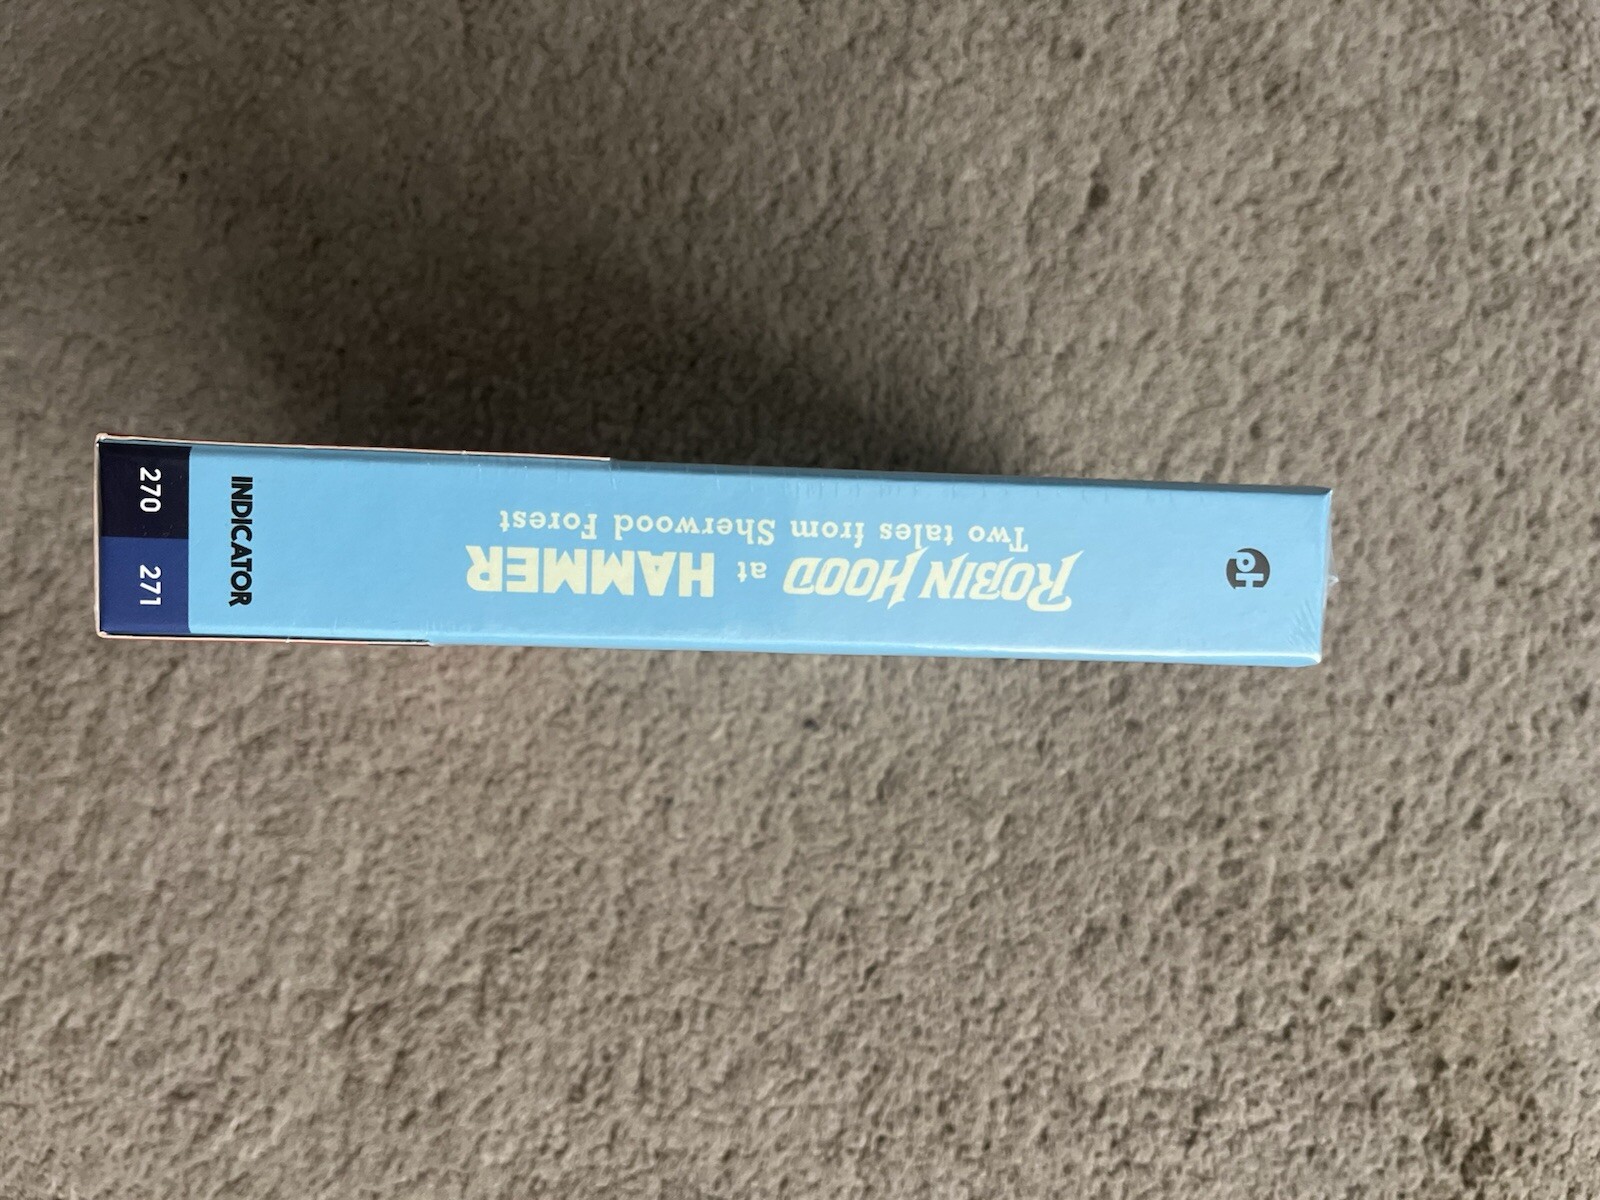 270
271
INDICATOR
ROBIN HOOD at HAMMER
Two tales from Sherwood Forest